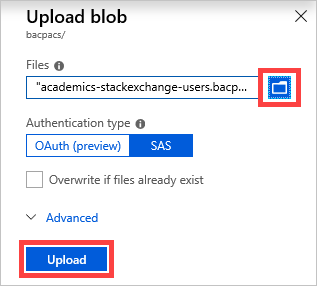 Upload blob
bacpacs/
Files
"academics-stackexchange-users.bacp...
Authentication type
OAuth (preview) SAS
Overwrite if files already exist
Advanced
Upload